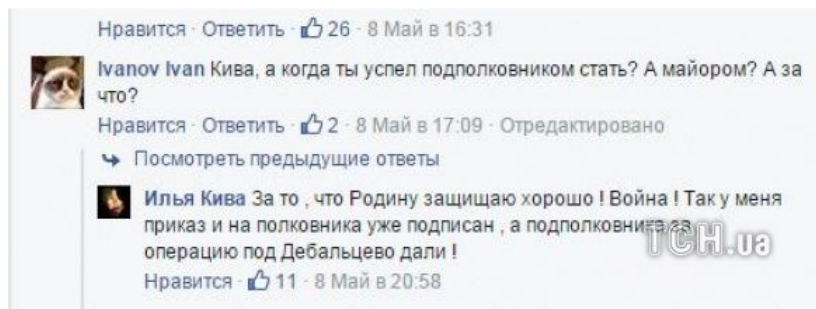 Нравится · Ответить · 26 · 8 Май в 16:31
Ivanov Ivan Кива, а когда ты успел подполковником стать? А майором? А за
что?
Нравится · Ответить · 2 · 8 Май в 17:09 · Отредактировано
Посмотреть предыдущие ответы
Илья Кива За то , что Родину защищаю хорошо ! Война ! Так у меня
приказ и на полковника уже подписан , а подполковника за
операцию под Дебальцево дали !
ТСН.ua
Нравится · 11 · 8 Май в 20:58